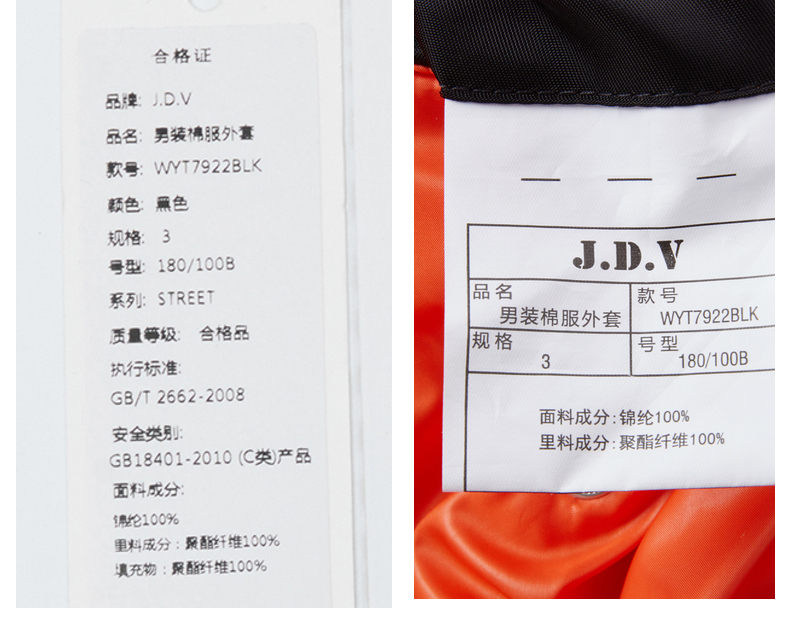 合格证
品牌: J.D.V
品名: 男装棉服外套
款号: WYT7922BLK
颜色: 黑色
规格: 3
号型: 180/100B
系列: STREET
质量等级: 合格品
执行标准:
GB/T 2662-2008
安全类别:
GB18401-2010 (C类)产品
面料成分:
锦纶100%
里料成分：聚酯纤维100%
填充物：聚酯纤维100%
J.D.V
品名 款号
男装棉服外套 WYT7922BLK
规格 号型
3 180/100B
面料成分:锦纶100%
里料成分:聚酯纤维100%